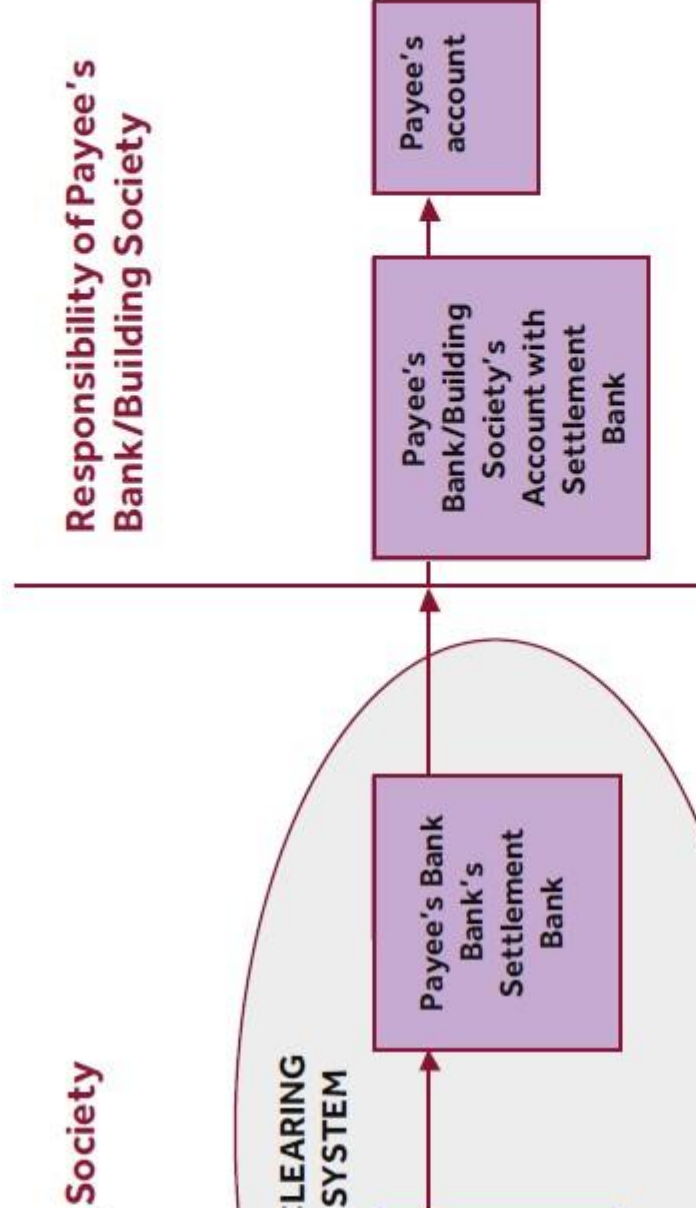 Society
Responsibility of Payee's
Bank/Building Society
CLEARING
SYSTEM
Payee's Bank
Bank's
Settlement
Bank
Payee's
Bank/Building
Society's
Account with
Settlement
Bank
Payee's
account